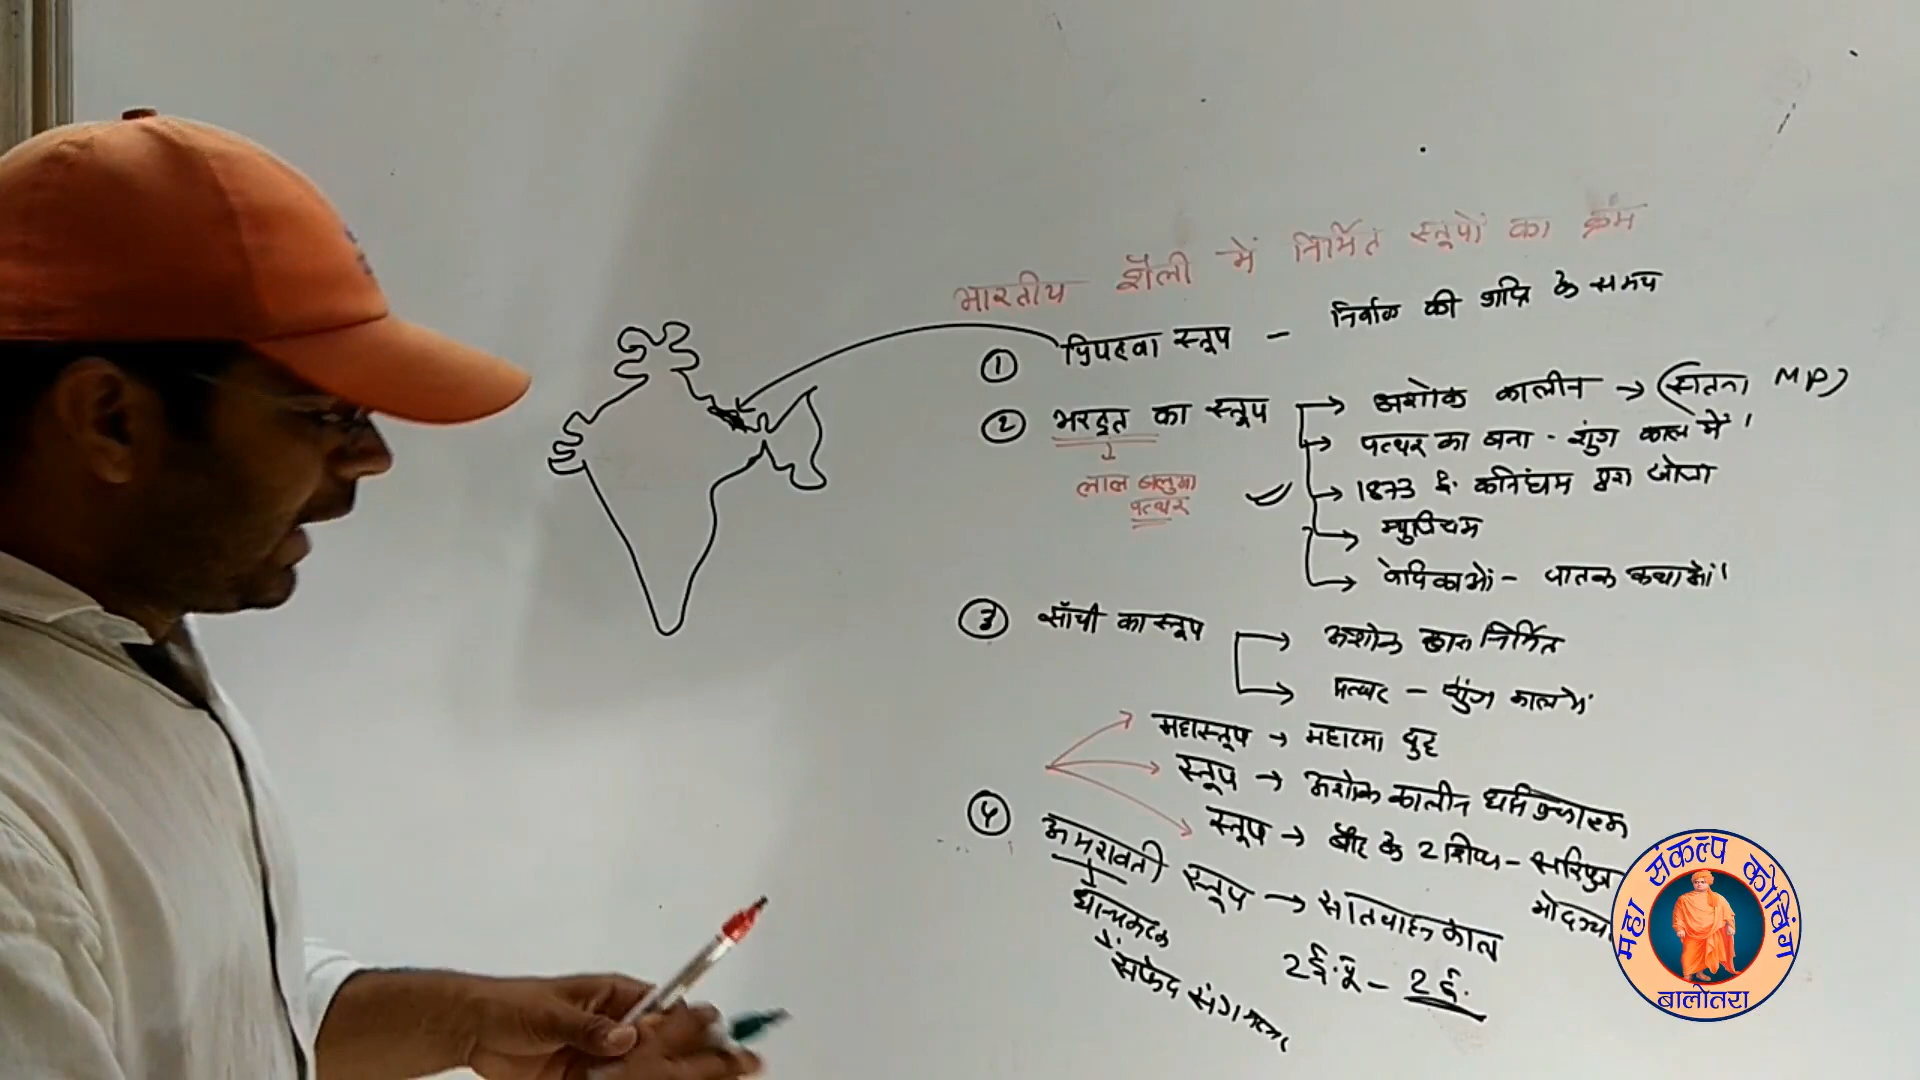 भारतीय शैली में निर्मित स्तूपों का क्रम
① पिपरहवा स्तूप - निर्वाण की प्राप्ति के समय
② भरहुत का स्तूप → अशोक कालीन → (सतना MP)
लाल बलुआ पत्थर
→ पत्थर का बना - शुंग काल में।
→ 1873 ई. कनिंघम द्वारा खोजा
→ म्युजियम
→ वेदिकाओं - जातक कथाओं।
③ साँची का स्तूप → अशोक द्वारा निर्मित
→ पत्थर - शुंग काल में
महास्तूप → महात्मा बुद्ध
स्तूप → अशोक कालीन धर्म प्रचारक
स्तूप → बौद्ध के 2 शिष्य - सारिपुत्र
④ अमरावती स्तूप → सातवाहन काल
धान्यकटक
सफेद संगमरमर
2 ई.पू - 2 ई.
महा संकल्प कोचिंग
बालोतरा